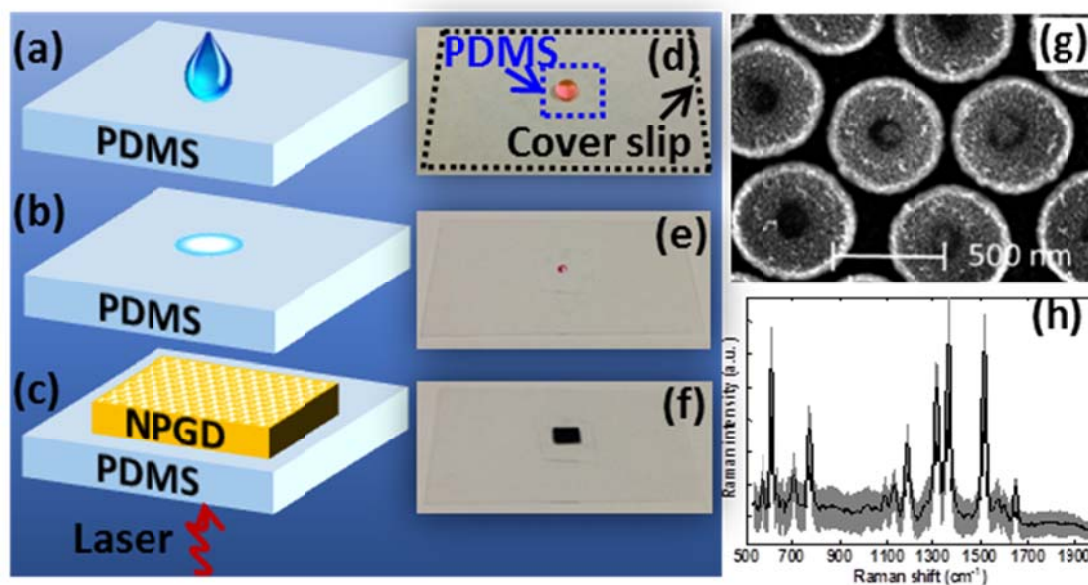 (a)
PDMS
(b)
PDMS
(c)
NPGD
PDMS
Laser
PDMS
(d)
Cover slip
(e)
(f)
(g)
500 nm
(h)
Raman intensity (a.u.)
500 700 900 1100 1300 1500 1700 1900
Raman shift (cm⁻¹)